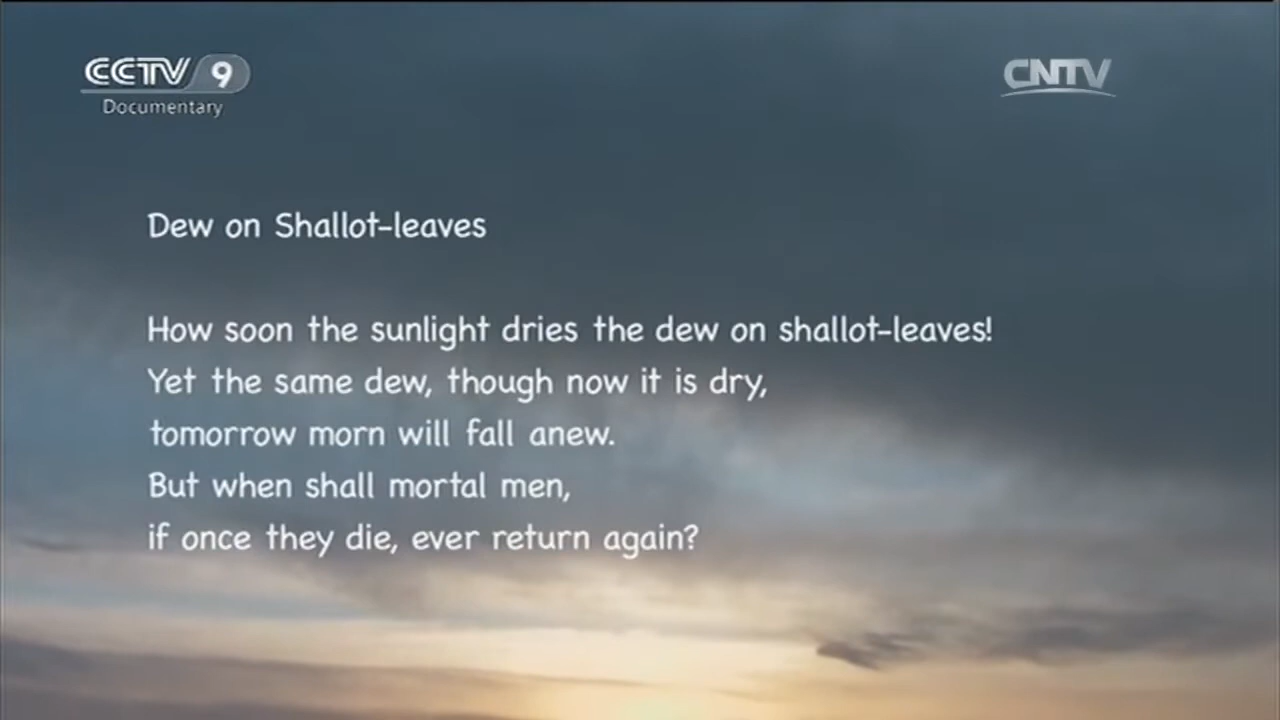 CCTV 9
Documentary
CNTV
Dew on Shallot-leaves
How soon the sunlight dries the dew on shallot-leaves!
Yet the same dew, though now it is dry,
tomorrow morn will fall anew.
But when shall mortal men,
if once they die, ever return again?